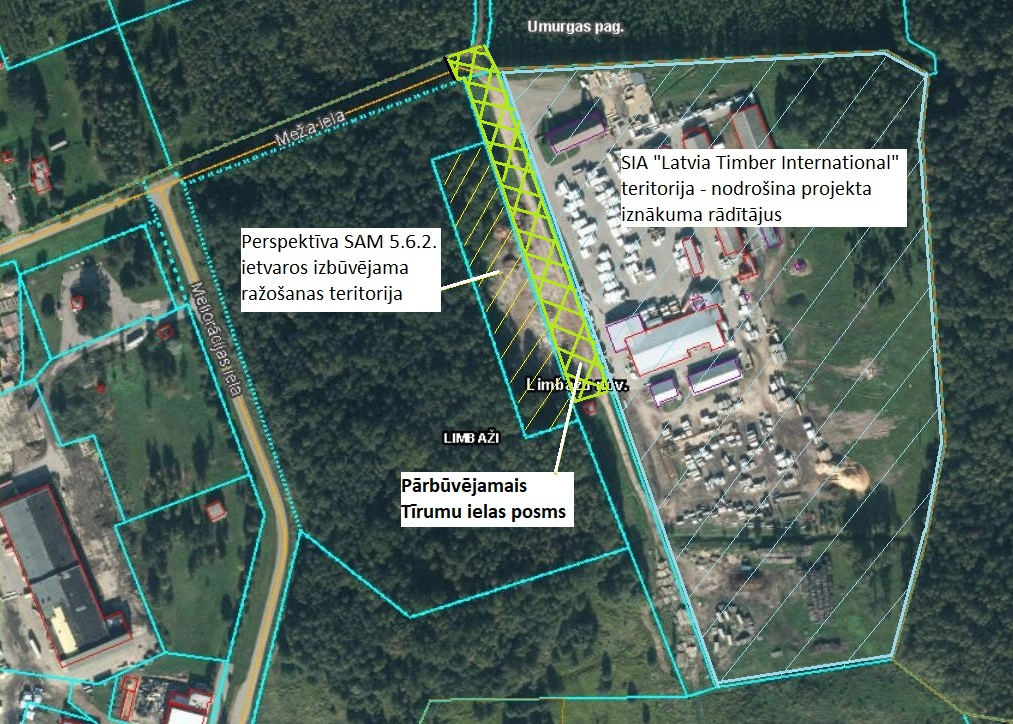 Umurgas pag.
Meža iela
SIA "Latvia Timber International"
teritorija - nodrošina projekta
iznākuma rādītājus
Perspektīva SAM 5.6.2.
ietvaros izbūvējama
ražošanas teritorija
Meliorācijas iela
Limbažu nov.
LIMBAŽI
Pārbūvējamais
Tīrumu ielas posms